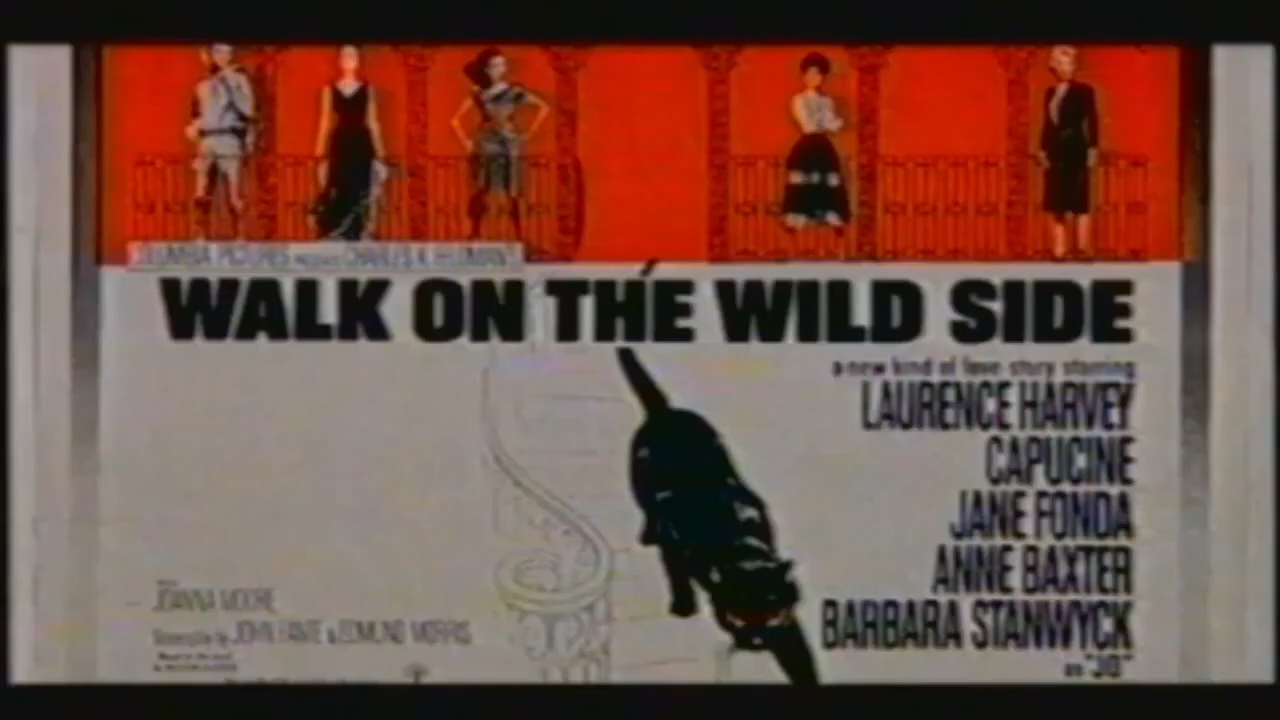 COLUMBIA PICTURES PRESENTS CHARLES K. FELDMAN'S
WALK ON THE WILD SIDE
a new kind of love story starring
LAURENCE HARVEY
CAPUCINE
JANE FONDA
ANNE BAXTER
BARBARA STANWYCK
as "JO"
JOANNA MOORE
Screenplay by JOHN FANTE & EDMUND MORRIS